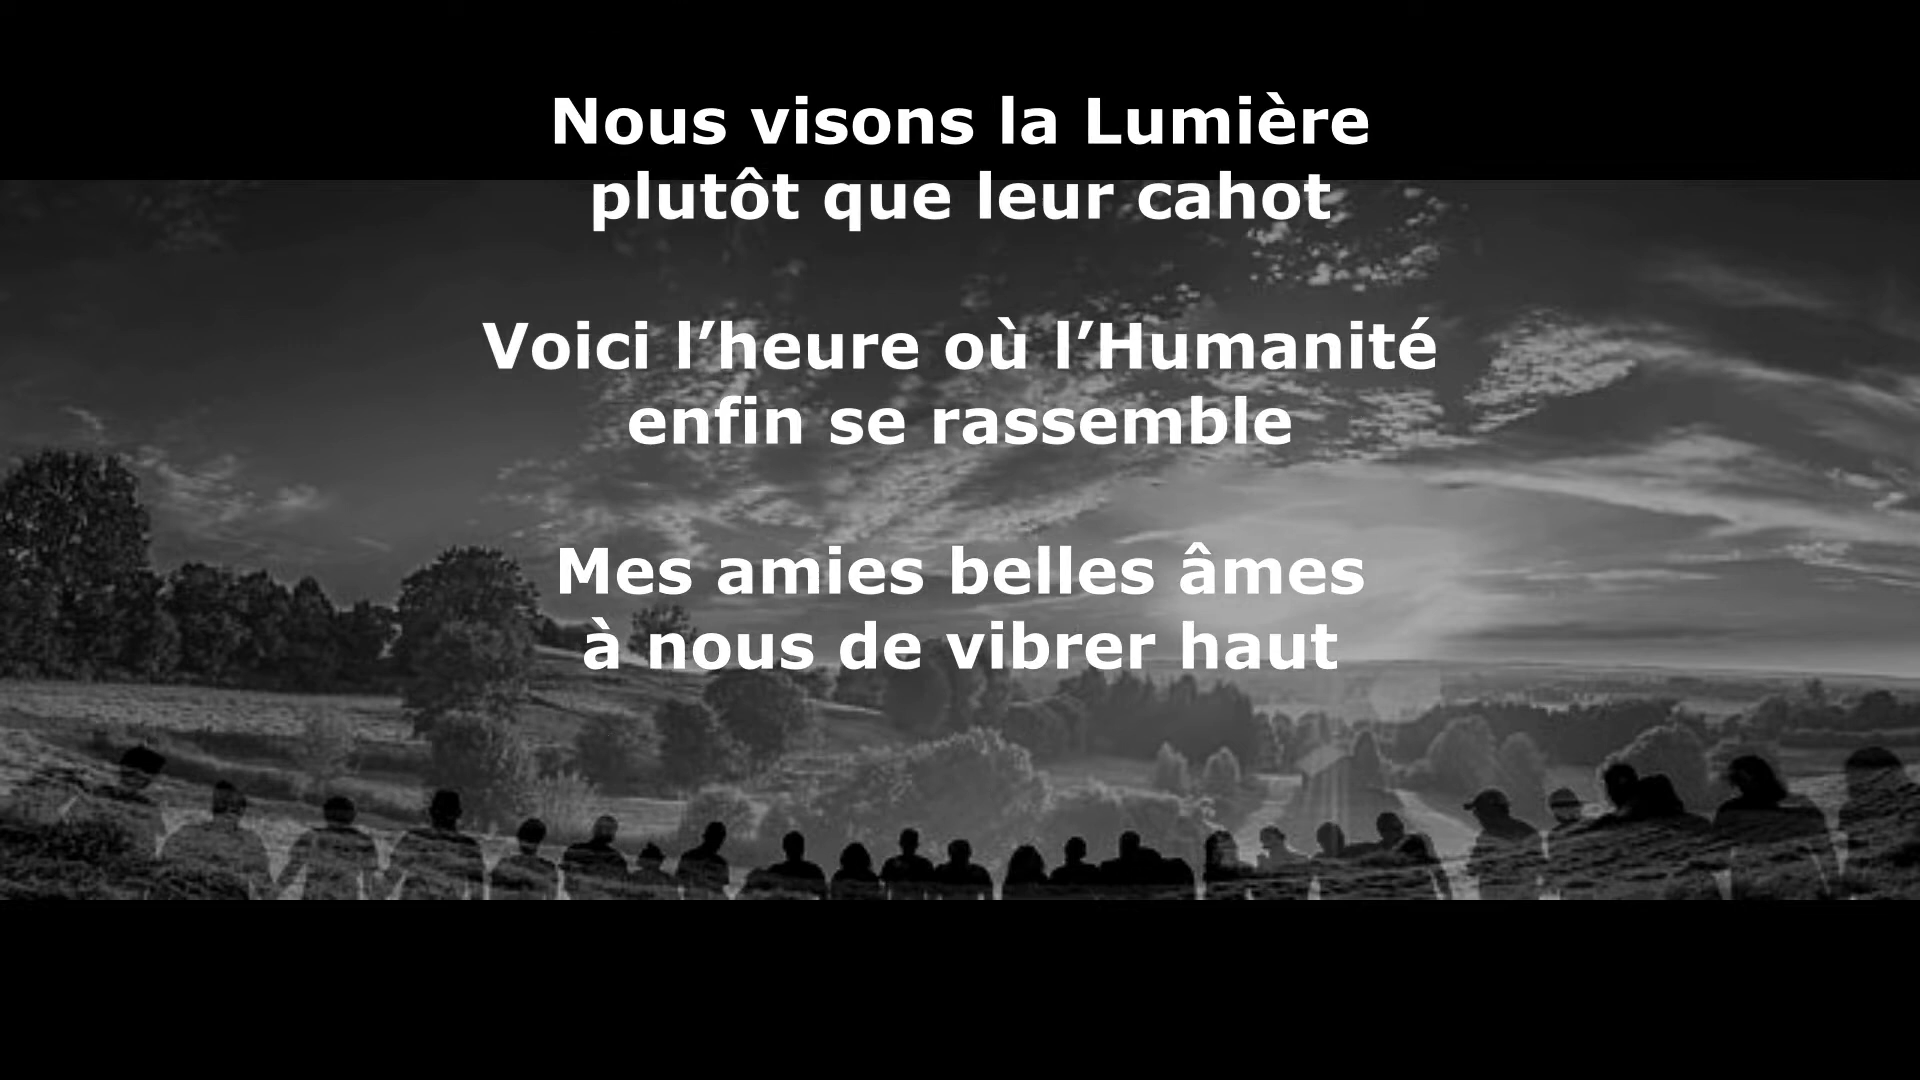 Nous visons la Lumière
plutôt que leur cahot
Voici l’heure où l’Humanité
enfin se rassemble
Mes amies belles âmes
à nous de vibrer haut